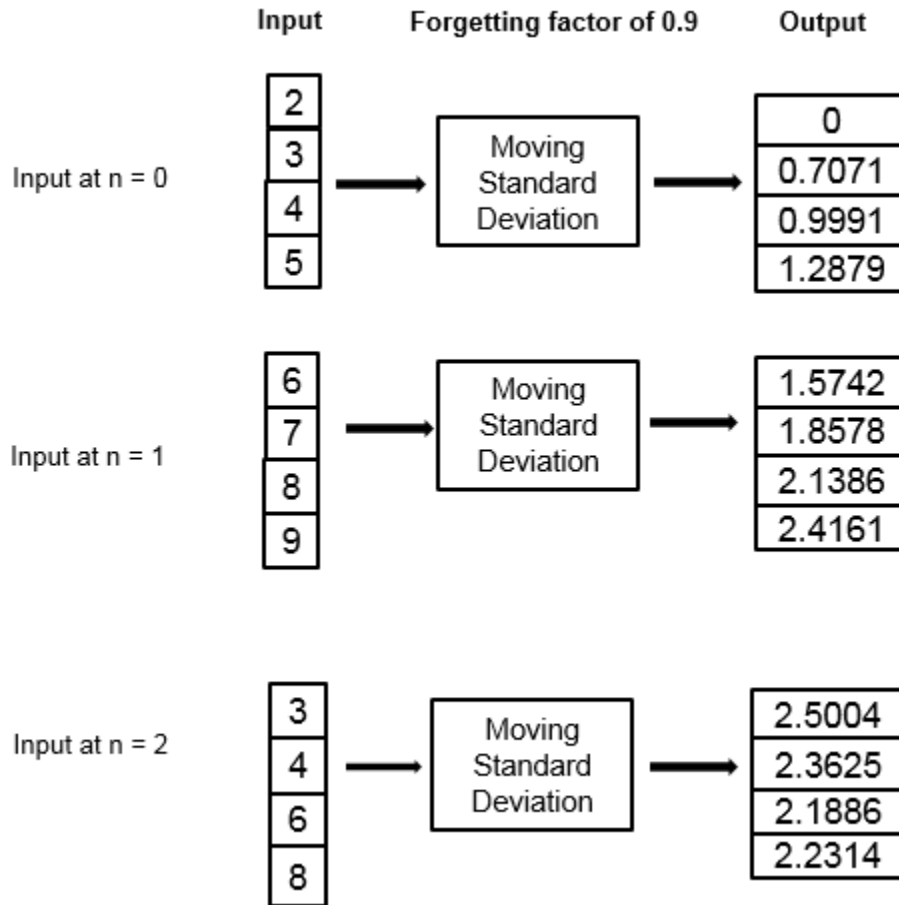 Input Forgetting factor of 0.9 Output
Input at n = 0
2
3
4
5
Moving
Standard
Deviation
0
0.7071
0.9991
1.2879
Input at n = 1
6
7
8
9
Moving
Standard
Deviation
1.5742
1.8578
2.1386
2.4161
Input at n = 2
3
4
6
8
Moving
Standard
Deviation
2.5004
2.3625
2.1886
2.2314